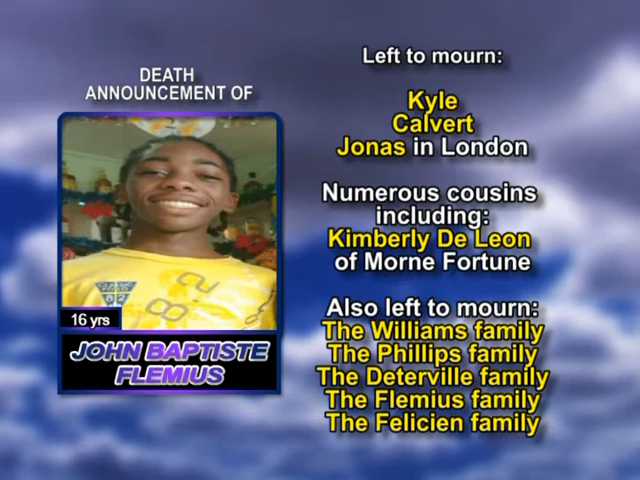 DEATH
ANNOUNCEMENT OF
16 yrs
JOHN BAPTISTE
FLEMIUS
Left to mourn:
Kyle
Calvert
Jonas in London
Numerous cousins
including:
Kimberly De Leon
of Morne Fortune
Also left to mourn:
The Williams family
The Phillips family
The Deterville family
The Flemius family
The Felicien family